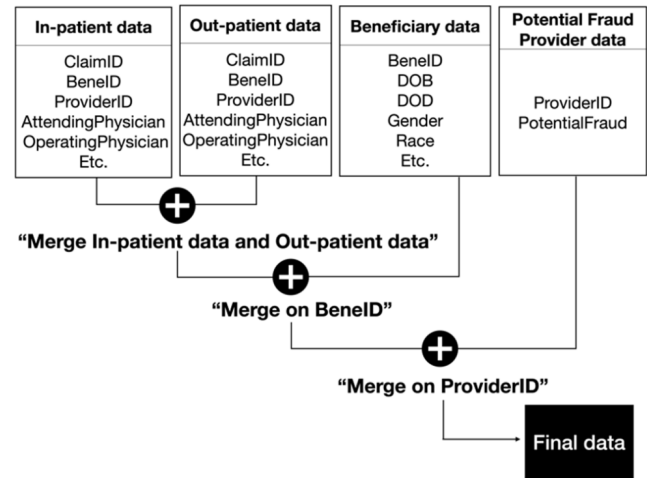 In-patient data
ClaimID
BeneID
ProviderID
AttendingPhysician
OperatingPhysician
Etc.
Out-patient data
ClaimID
BeneID
ProviderID
AttendingPhysician
OperatingPhysician
Etc.
Beneficiary data
BeneID
DOB
DOD
Gender
Race
Etc.
Potential Fraud
Provider data
ProviderID
PotentialFraud
“Merge In-patient data and Out-patient data”
“Merge on BeneID”
“Merge on ProviderID”
Final data